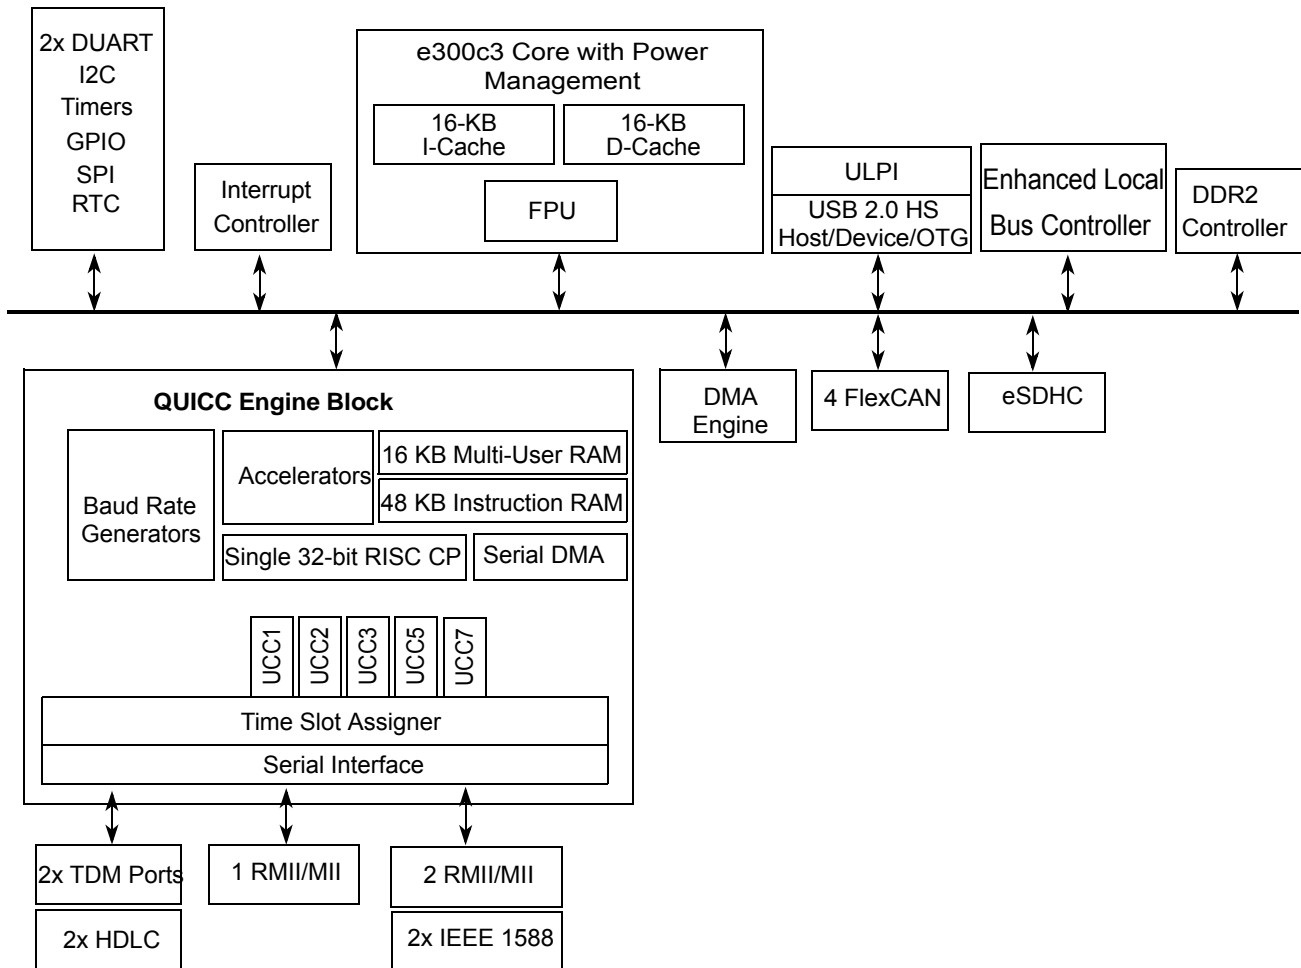 2x DUART
I2C
Timers
GPIO
SPI
RTC
Interrupt
Controller
e300c3 Core with Power
Management
16-KB
I-Cache
16-KB
D-Cache
FPU
ULPI
USB 2.0 HS
Host/Device/OTG
Enhanced Local
Bus Controller
DDR2
Controller
QUICC Engine Block
Baud Rate
Generators
Accelerators
16 KB Multi-User RAM
48 KB Instruction RAM
Single 32-bit RISC CP
Serial DMA
UCC1
UCC2
UCC3
UCC5
UCC7
Time Slot Assigner
Serial Interface
DMA
Engine
4 FlexCAN
eSDHC
2x TDM Ports
2x HDLC
1 RMII/MII
2 RMII/MII
2x IEEE 1588